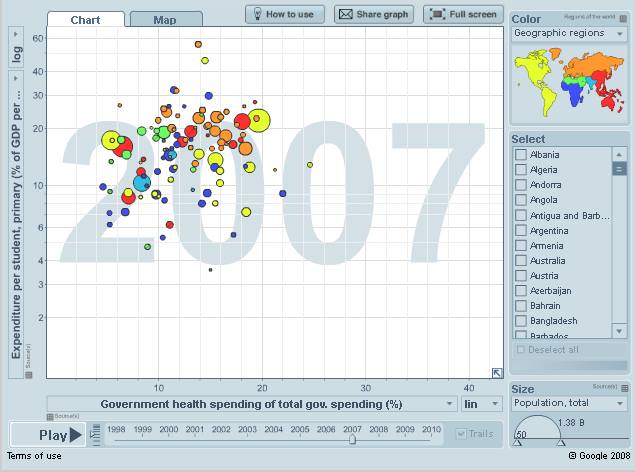 Chart
Map
How to use
Share graph
Full screen
Color
Regions of the world
Geographic regions
log
Expenditure per student, primary (% of GDP per ...
Source(s)
60
40
30
20
10
6
4
3
2
2007
10
20
30
40
Select
Albania
Algeria
Andorra
Angola
Antigua and Barb...
Argentina
Armenia
Australia
Austria
Azerbaijan
Bahrain
Bangladesh
Barbados
Deselect all
Government health spending of total gov. spending (%)
lin
Source(s)
Size
Source(s)
Population, total
1.38 B
50
Play
1998 1999 2000 2001 2002 2003 2004 2005 2006 2007 2008 2009 2010
Trails
Terms of use
© Google 2008